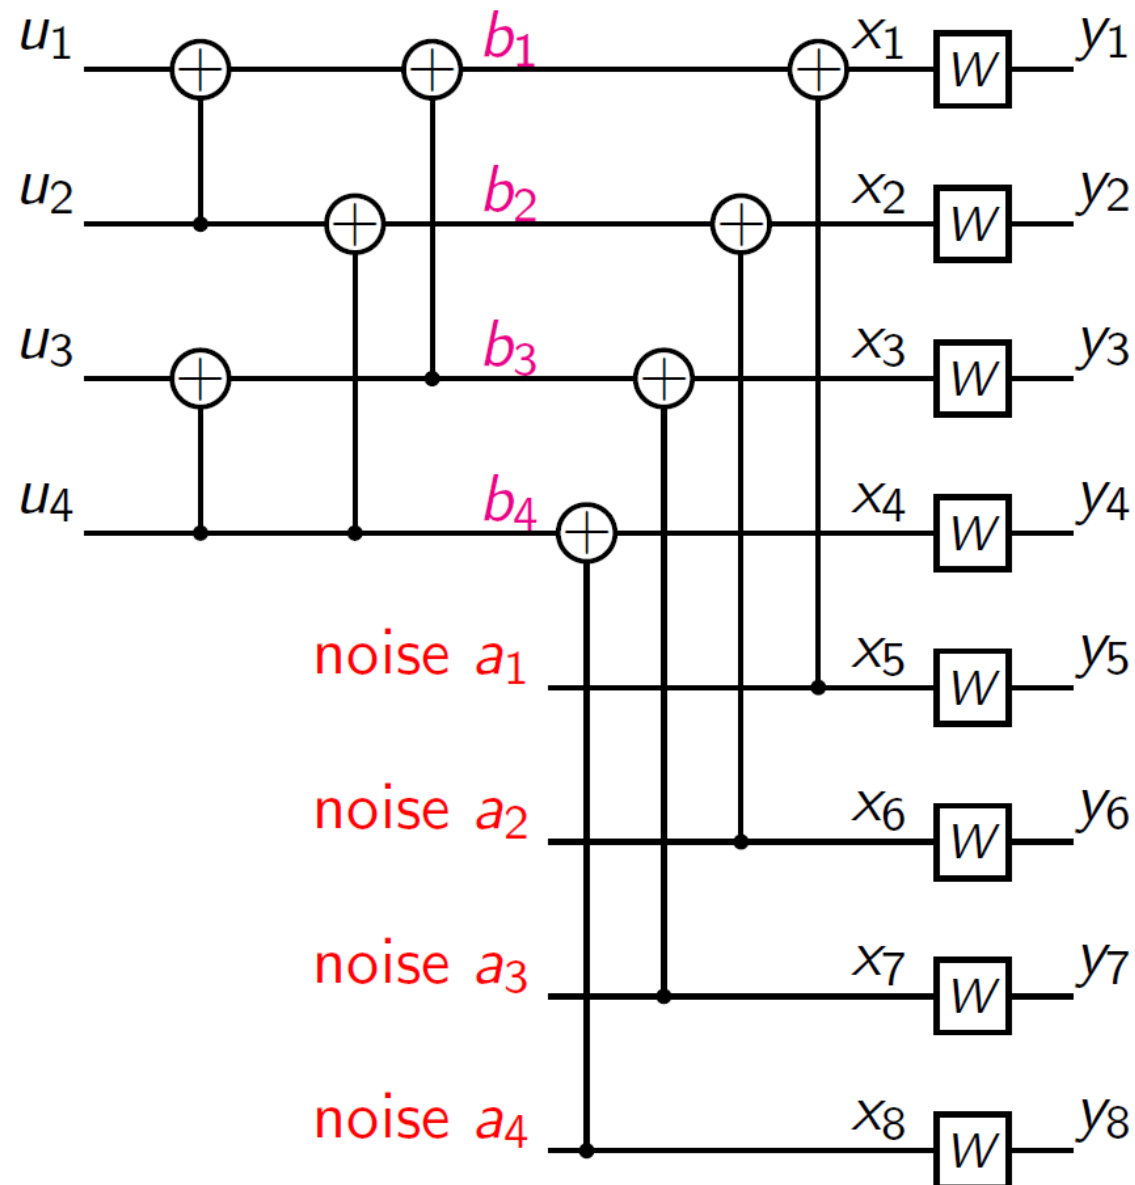 u1 b1 x1 W y1
u2 b2 x2 W y2
u3 b3 x3 W y3
u4 b4 x4 W y4
noise a1 x5 W y5
noise a2 x6 W y6
noise a3 x7 W y7
noise a4 x8 W y8